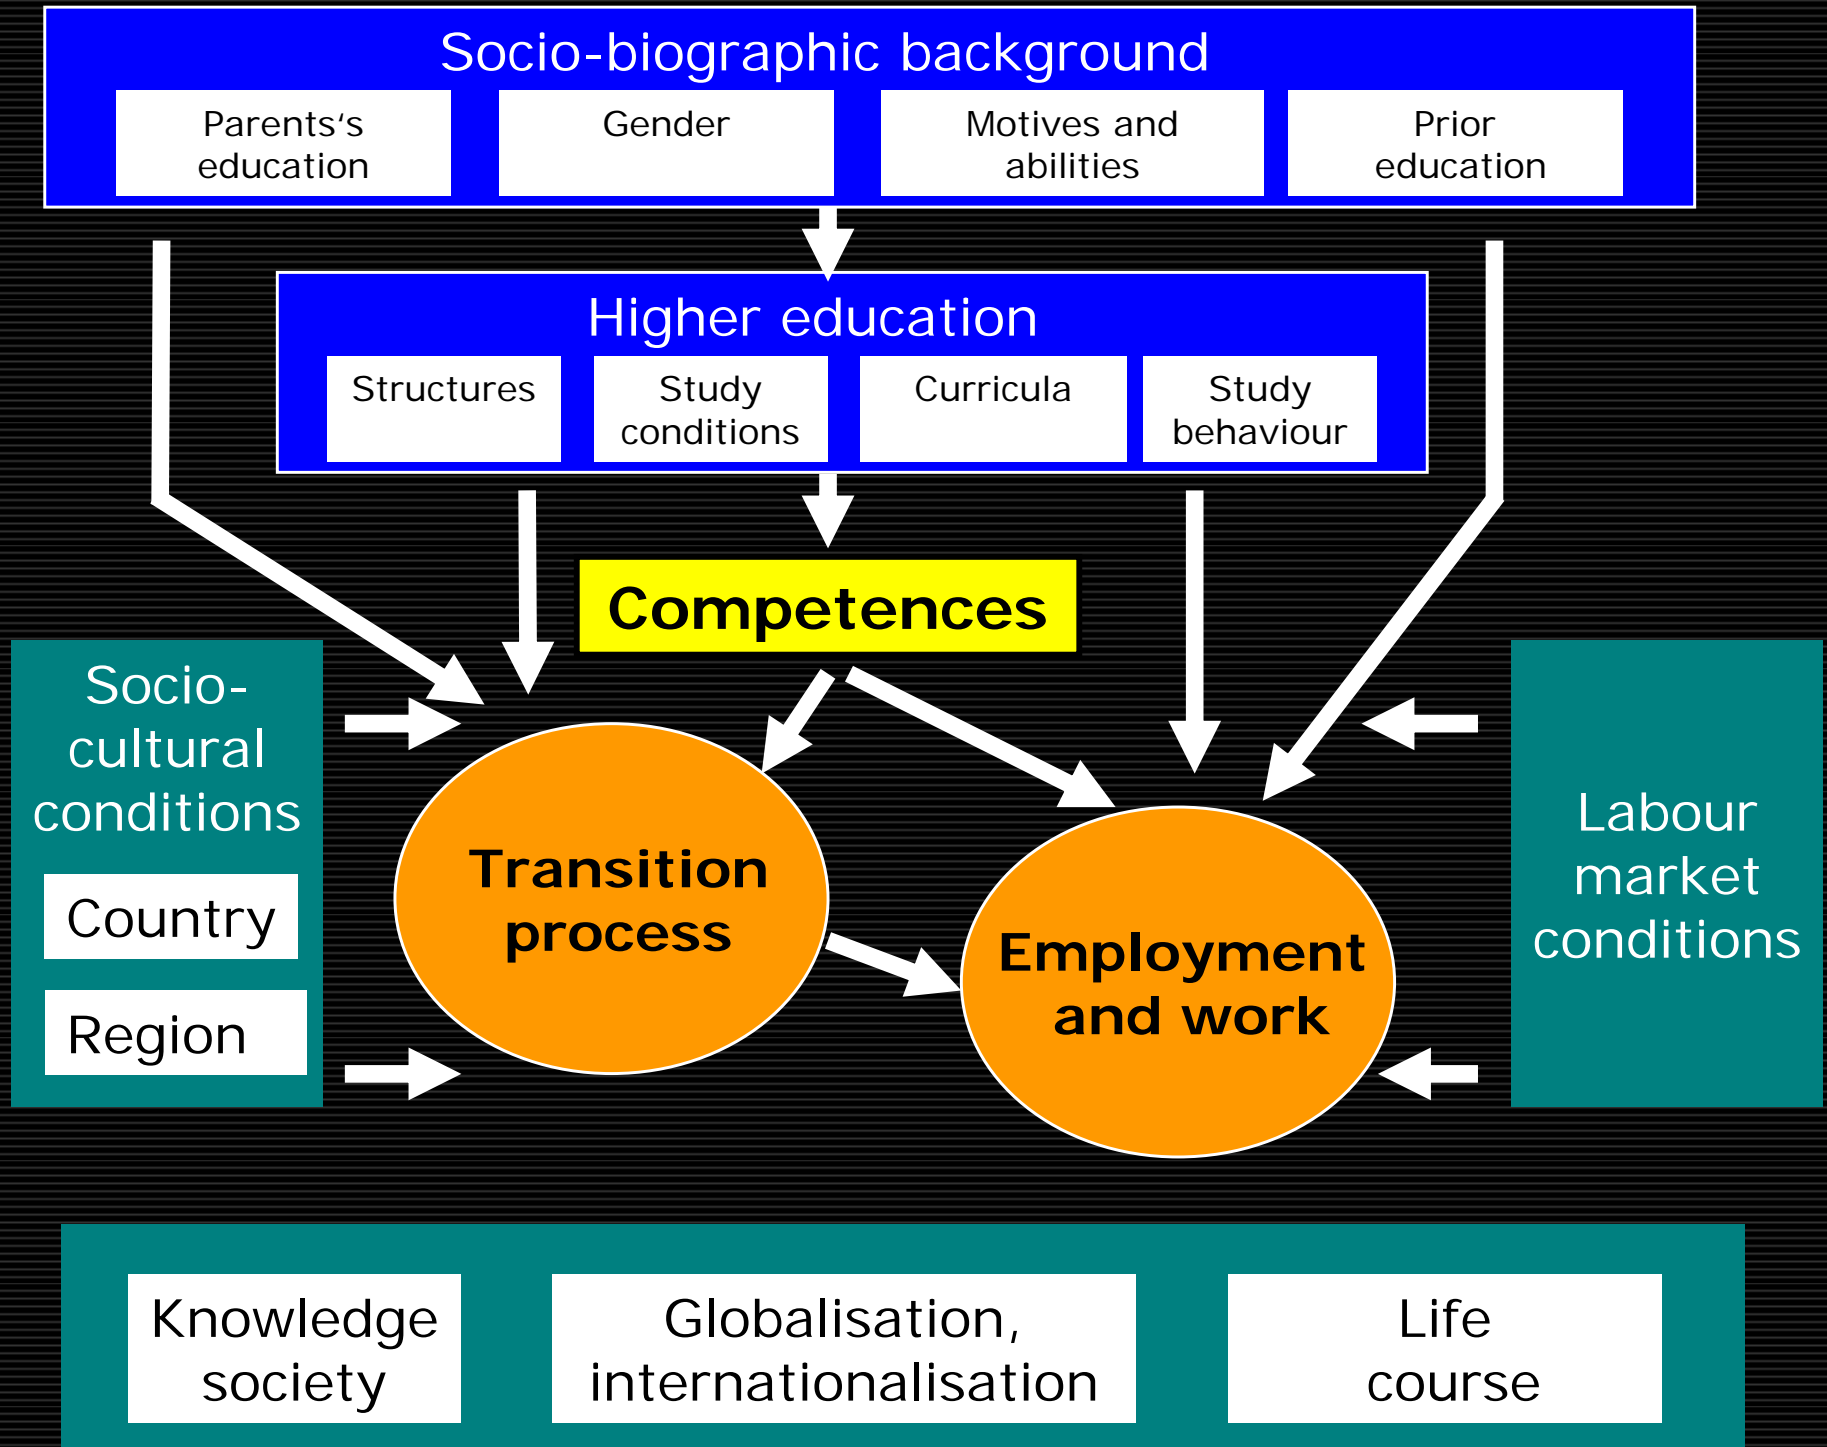 Socio-biographic background
Parents‘s
education
Gender
Motives and
abilities
Prior
education
Higher education
Structures
Study
conditions
Curricula
Study
behaviour
Competences
Socio-
cultural
conditions
Country
Region
Transition
process
Employment
and work
Labour
market
conditions
Knowledge
society
Globalisation,
internationalisation
Life
course